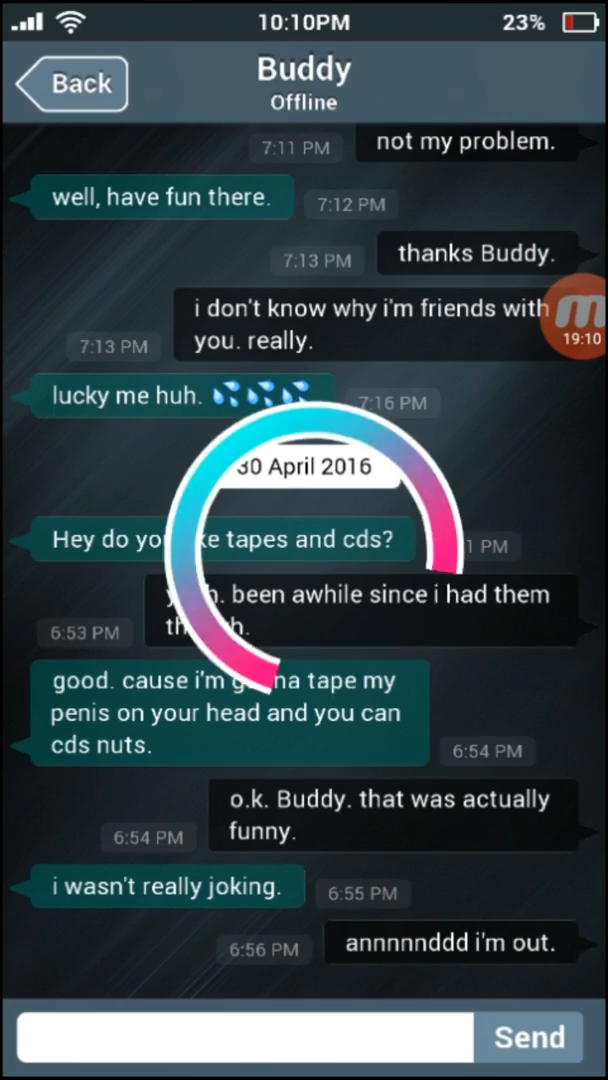 10:10PM
23%
Back
Buddy
Offline
7:11 PM
not my problem.
well, have fun there.
7:12 PM
7:13 PM
thanks Buddy.
i don't know why i'm friends with
you. really.
7:13 PM
19:10
lucky me huh. 💦💦💦
7:16 PM
30 April 2016
Hey do tapes and cds?
PM
been awhile since i had them
6:53 PM
good. cause i'm tape my
penis on your head and you can
cds nuts.
6:54 PM
o.k. Buddy. that was actually
funny.
6:54 PM
i wasn't really joking.
6:55 PM
6:56 PM
annnnnddd i'm out.
Send